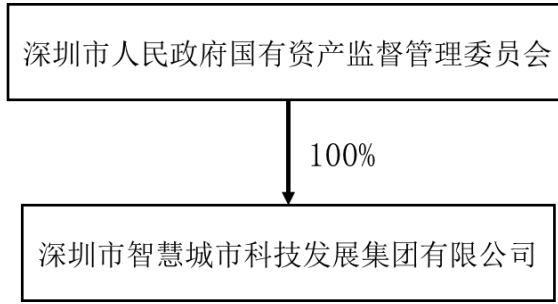 深圳市人民政府国有资产监督管理委员会
100%
深圳市智慧城市科技发展集团有限公司